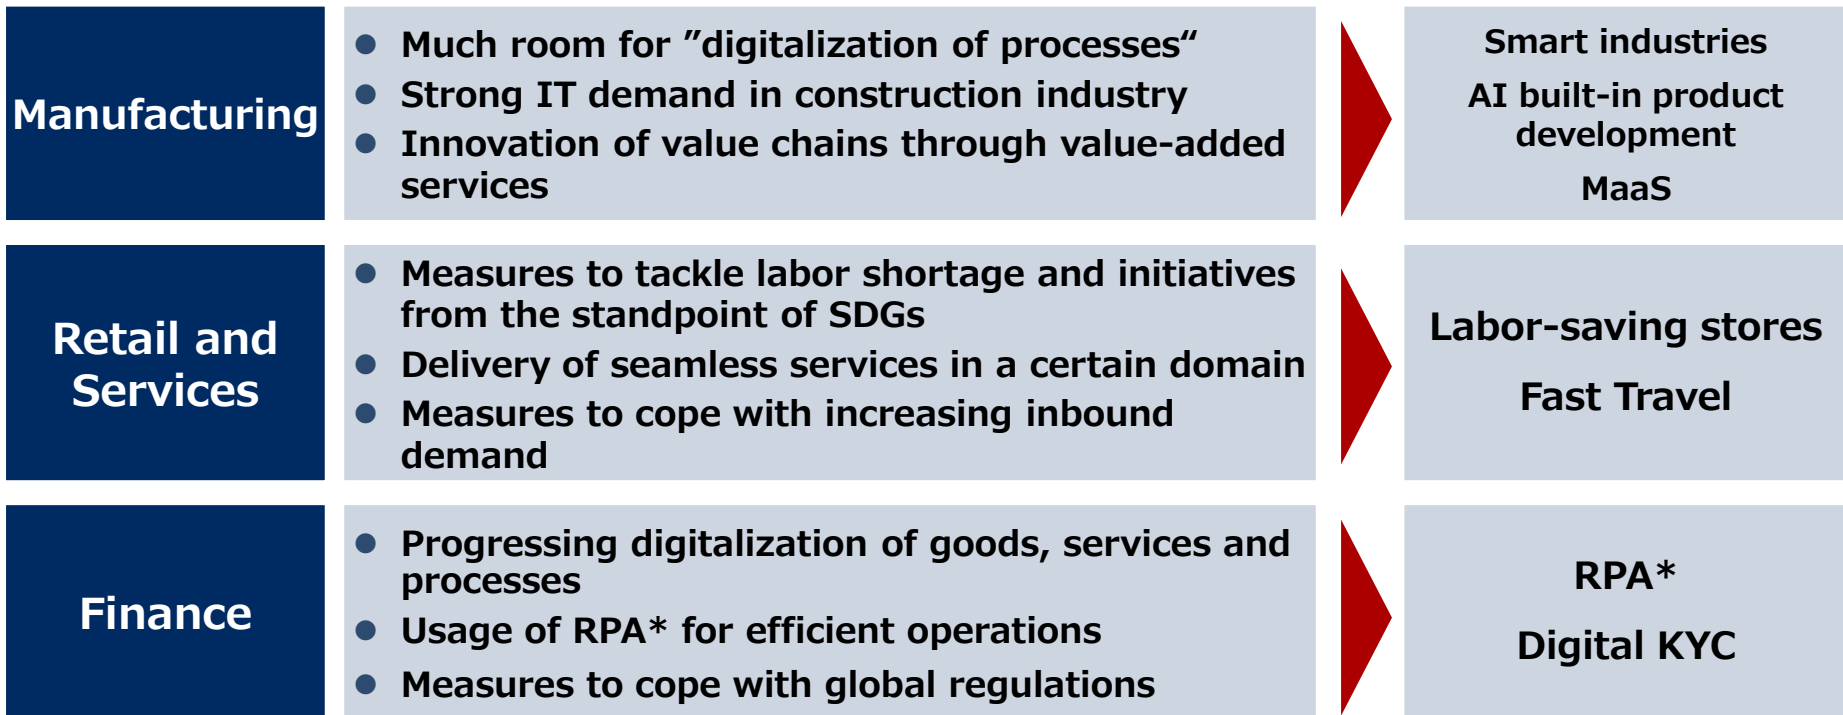 Manufacturing
● Much room for ”digitalization of processes“
● Strong IT demand in construction industry
● Innovation of value chains through value-added
services
Smart industries
AI built-in product
development
MaaS
Retail and
Services
● Measures to tackle labor shortage and initiatives
from the standpoint of SDGs
● Delivery of seamless services in a certain domain
● Measures to cope with increasing inbound
demand
Labor-saving stores
Fast Travel
Finance
● Progressing digitalization of goods, services and
processes
● Usage of RPA* for efficient operations
● Measures to cope with global regulations
RPA*
Digital KYC